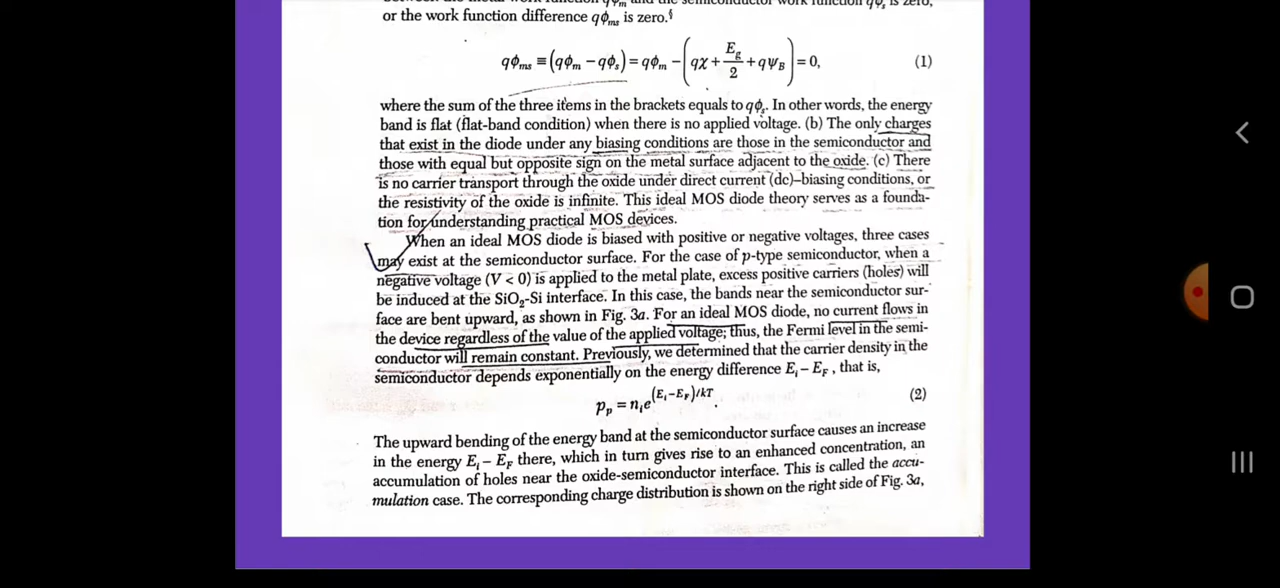 or the work function difference qϕms is zero.§
qϕms ≡ (qϕm − qϕs) = qϕm − (qχ + Eg/2 + qψB) = 0, (1)
where the sum of the three items in the brackets equals to qϕs. In other words, the energy
band is flat (flat-band condition) when there is no applied voltage. (b) The only charges
that exist in the diode under any biasing conditions are those in the semiconductor and
those with equal but opposite sign on the metal surface adjacent to the oxide. (c) There
is no carrier transport through the oxide under direct current (dc)–biasing conditions, or
the resistivity of the oxide is infinite. This ideal MOS diode theory serves as a founda-
tion for understanding practical MOS devices.
When an ideal MOS diode is biased with positive or negative voltages, three cases
may exist at the semiconductor surface. For the case of p-type semiconductor, when a
negative voltage (V < 0) is applied to the metal plate, excess positive carriers (holes) will
be induced at the SiO2-Si interface. In this case, the bands near the semiconductor sur-
face are bent upward, as shown in Fig. 3a. For an ideal MOS diode, no current flows in
the device regardless of the value of the applied voltage; thus, the Fermi level in the semi-
conductor will remain constant. Previously, we determined that the carrier density in the
semiconductor depends exponentially on the energy difference Ei − EF, that is,
pp = nie(Ei−EF)/kT. (2)
The upward bending of the energy band at the semiconductor surface causes an increase
in the energy Ei − EF there, which in turn gives rise to an enhanced concentration, an
accumulation of holes near the oxide-semiconductor interface. This is called the accu-
mulation case. The corresponding charge distribution is shown on the right side of Fig. 3a,